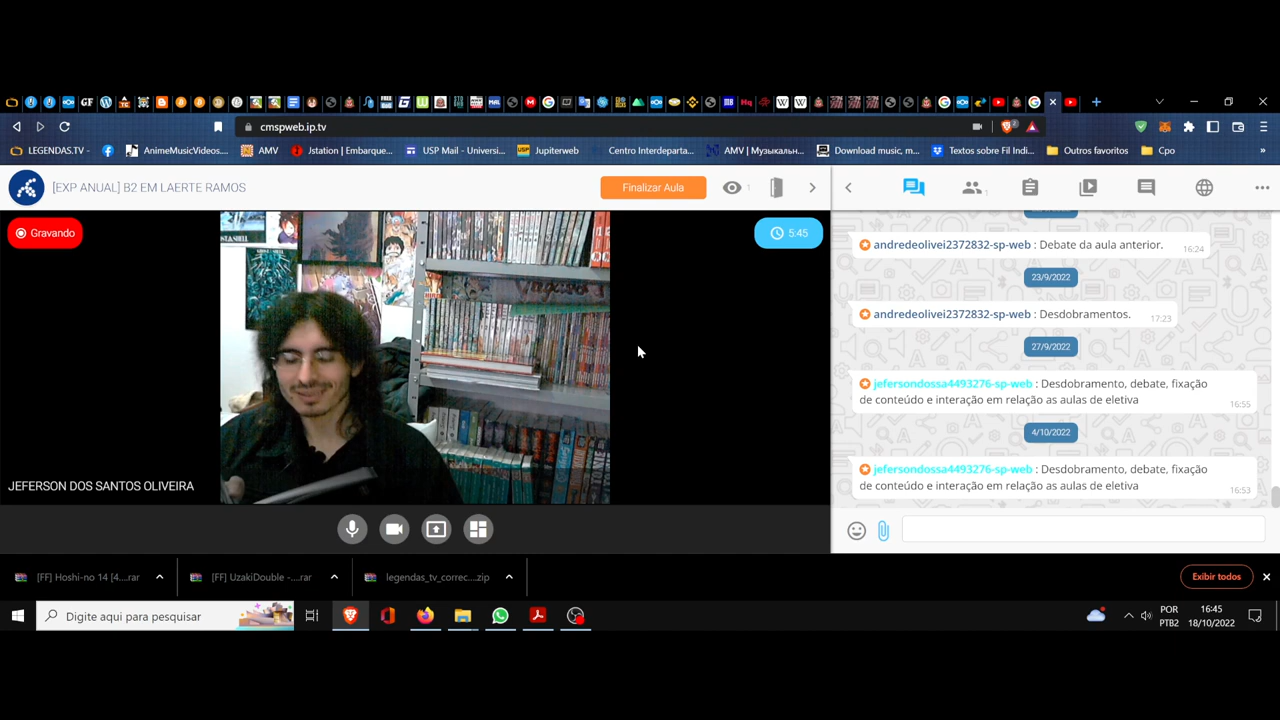 cmspweb.ip.tv
2
LEGENDAS.TV -
AnimeMusicVideos....
AMV
Jstation | Embarque...
USP Mail - Universi...
Jupiterweb
Centro Interdeparta...
AMV | Музыкальн...
Download music, m...
Textos sobre Fil Indi...
Outros favoritos
Cpo
[EXP ANUAL] B2 EM LAERTE RAMOS
Finalizar Aula
1
1
Gravando
5:45
andredeolivei2372832-sp-web : Debate da aula anterior.
16:24
23/9/2022
andredeolivei2372832-sp-web : Desdobramentos.
17:23
27/9/2022
jefersondossa4493276-sp-web : Desdobramento, debate, fixação
de conteúdo e interação em relação as aulas de eletiva
16:55
4/10/2022
jefersondossa4493276-sp-web : Desdobramento, debate, fixação
de conteúdo e interação em relação as aulas de eletiva
16:53
JEFERSON DOS SANTOS OLIVEIRA
[FF] Hoshi-no 14 [4....rar
[FF] UzakiDouble -....rar
legendas_tv_correc....zip
Exibir todos
Digite aqui para pesquisar
POR
PTB2
16:45
18/10/2022